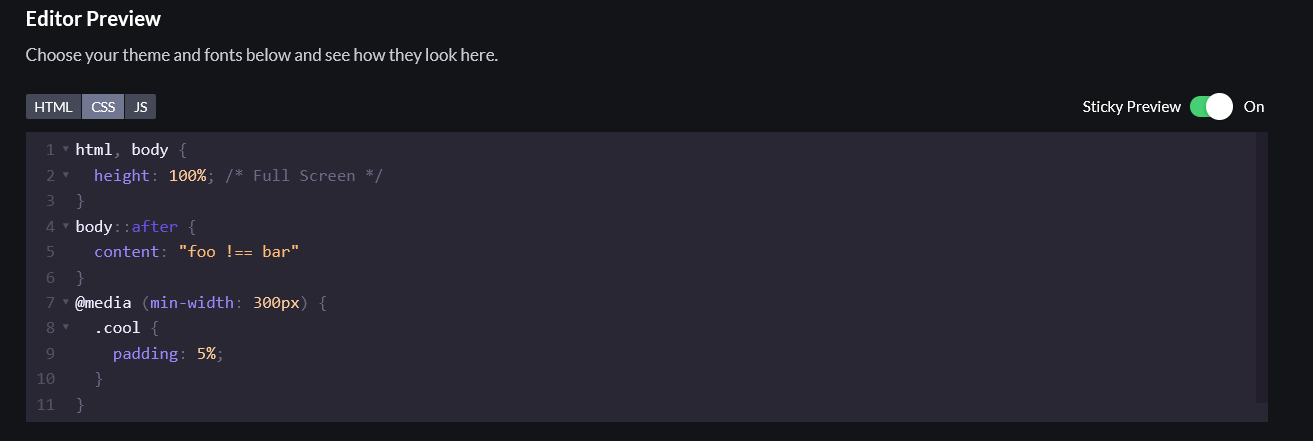 Editor Preview
Choose your theme and fonts below and see how they look here.
HTML CSS JS Sticky Preview On
1 html, body {
2   height: 100%; /* Full Screen */
3 }
4 body::after {
5   content: "foo !== bar"
6 }
7 @media (min-width: 300px) {
8   .cool {
9     padding: 5%;
10   }
11 }